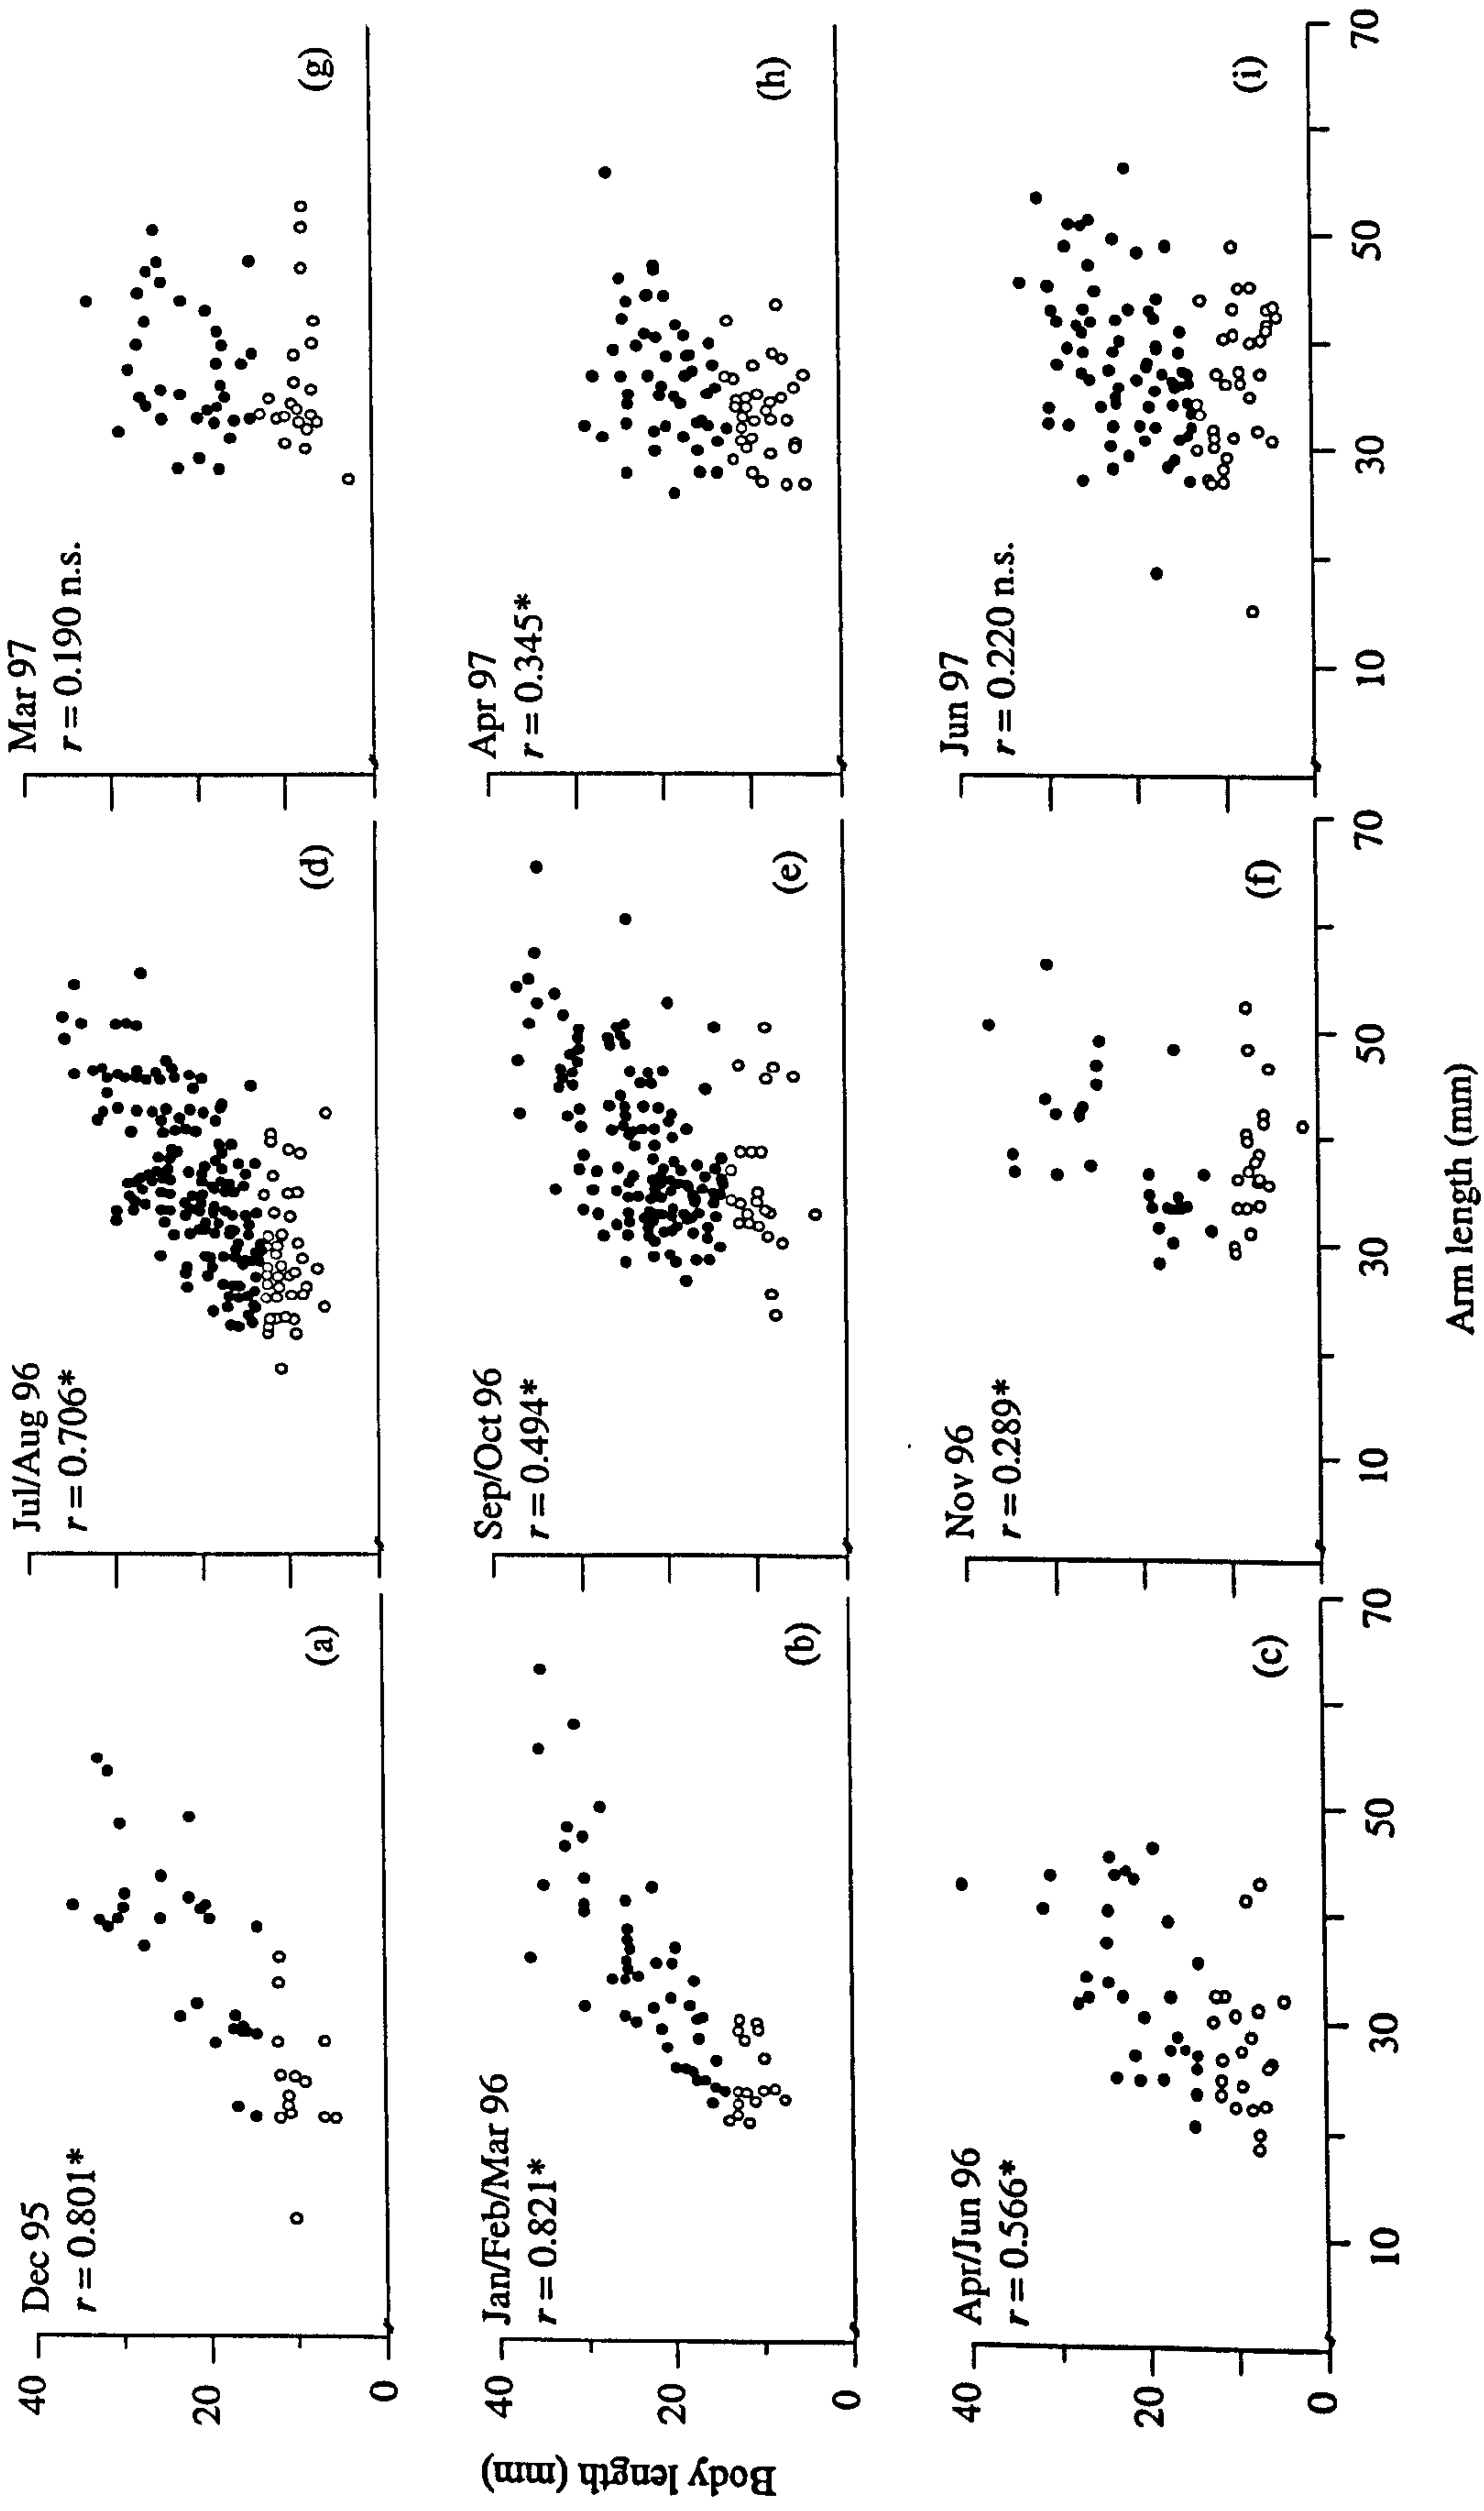 Dec 95
r = 0.801*
(a)
40
20
0
Jul/Aug 96
r = 0.706*
(d)
Mar 97
r = 0.190 n.s.
(g)
Jan/Feb/Mar 96
r = 0.821*
(b)
40
20
0
Sep/Oct 96
r = 0.494*
(e)
Apr 97
r = 0.345*
(h)
Apr/Jun 96
r = 0.566*
(c)
40
20
0
10 30 50 70
Nov 96
r = 0.289*
(f)
10 30 50 70
Jun 97
r = 0.220 n.s.
(i)
10 30 50 70
Body length (mm)
Arm length (mm)